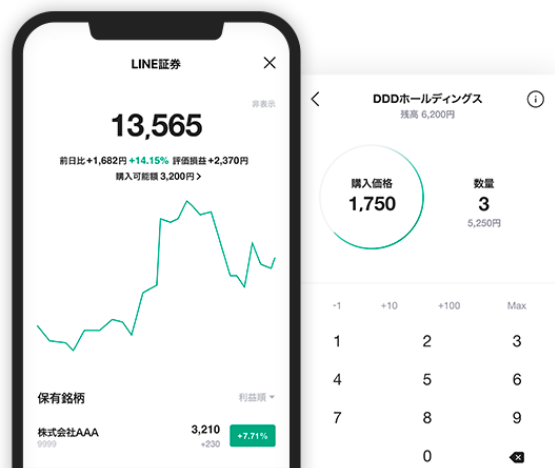 LINE証券
非表示
13,565
前日比+1,682円 +14.15% 評価損益+2,370円
購入可能額 3,200円
保有銘柄 利益順
株式会社AAA 3,210 +7.71%
9999 +230
DDDホールディングス
残高 6,200円
購入価格 数量
1,750 3
5,250円
-1 +10 +100 Max
1 2 3
4 5 6
7 8 9
0